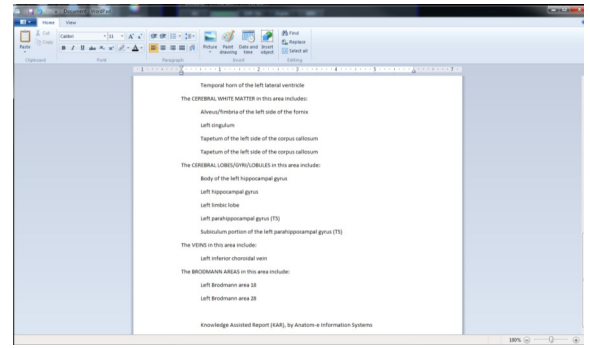 Document - WordPad
Home View
Paste
Cut
Copy
Clipboard
Calibri 11
Font
Paragraph
Picture
Paint drawing
Date and time
Insert object
Insert
Find
Replace
Select all
Editing
Temporal horn of the left lateral ventricle
The CEREBRAL WHITE MATTER in this area includes:
Alveus/fimbria of the left side of the fornix
Left cingulum
Tapetum of the left side of the corpus callosum
Tapetum of the left side of the corpus callosum
The CEREBRAL LOBES/GYRI/LOBULES in this area include:
Body of the left hippocampal gyrus
Left hippocampal gyrus
Left limbic lobe
Left parahippocampal gyrus (T5)
Subiculum portion of the left parahippocampal gyrus (T5)
The VEINS in this area include:
Left inferior choroidal vein
The BRODMANN AREAS in this area include:
Left Brodmann area 18
Left Brodmann area 28
Knowledge Assisted Report (KAR), by Anatom-e Information Systems
100%